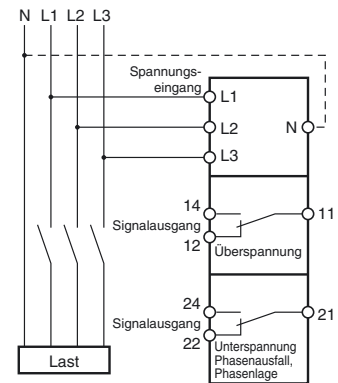 N L1 L2 L3
Spannungs-
eingang
L1
L2
N
L3
14
11
Signalausgang
12
Überspannung
24
21
Signalausgang
22
Unterspannung
Phasenausfall,
Phasenlage
Last